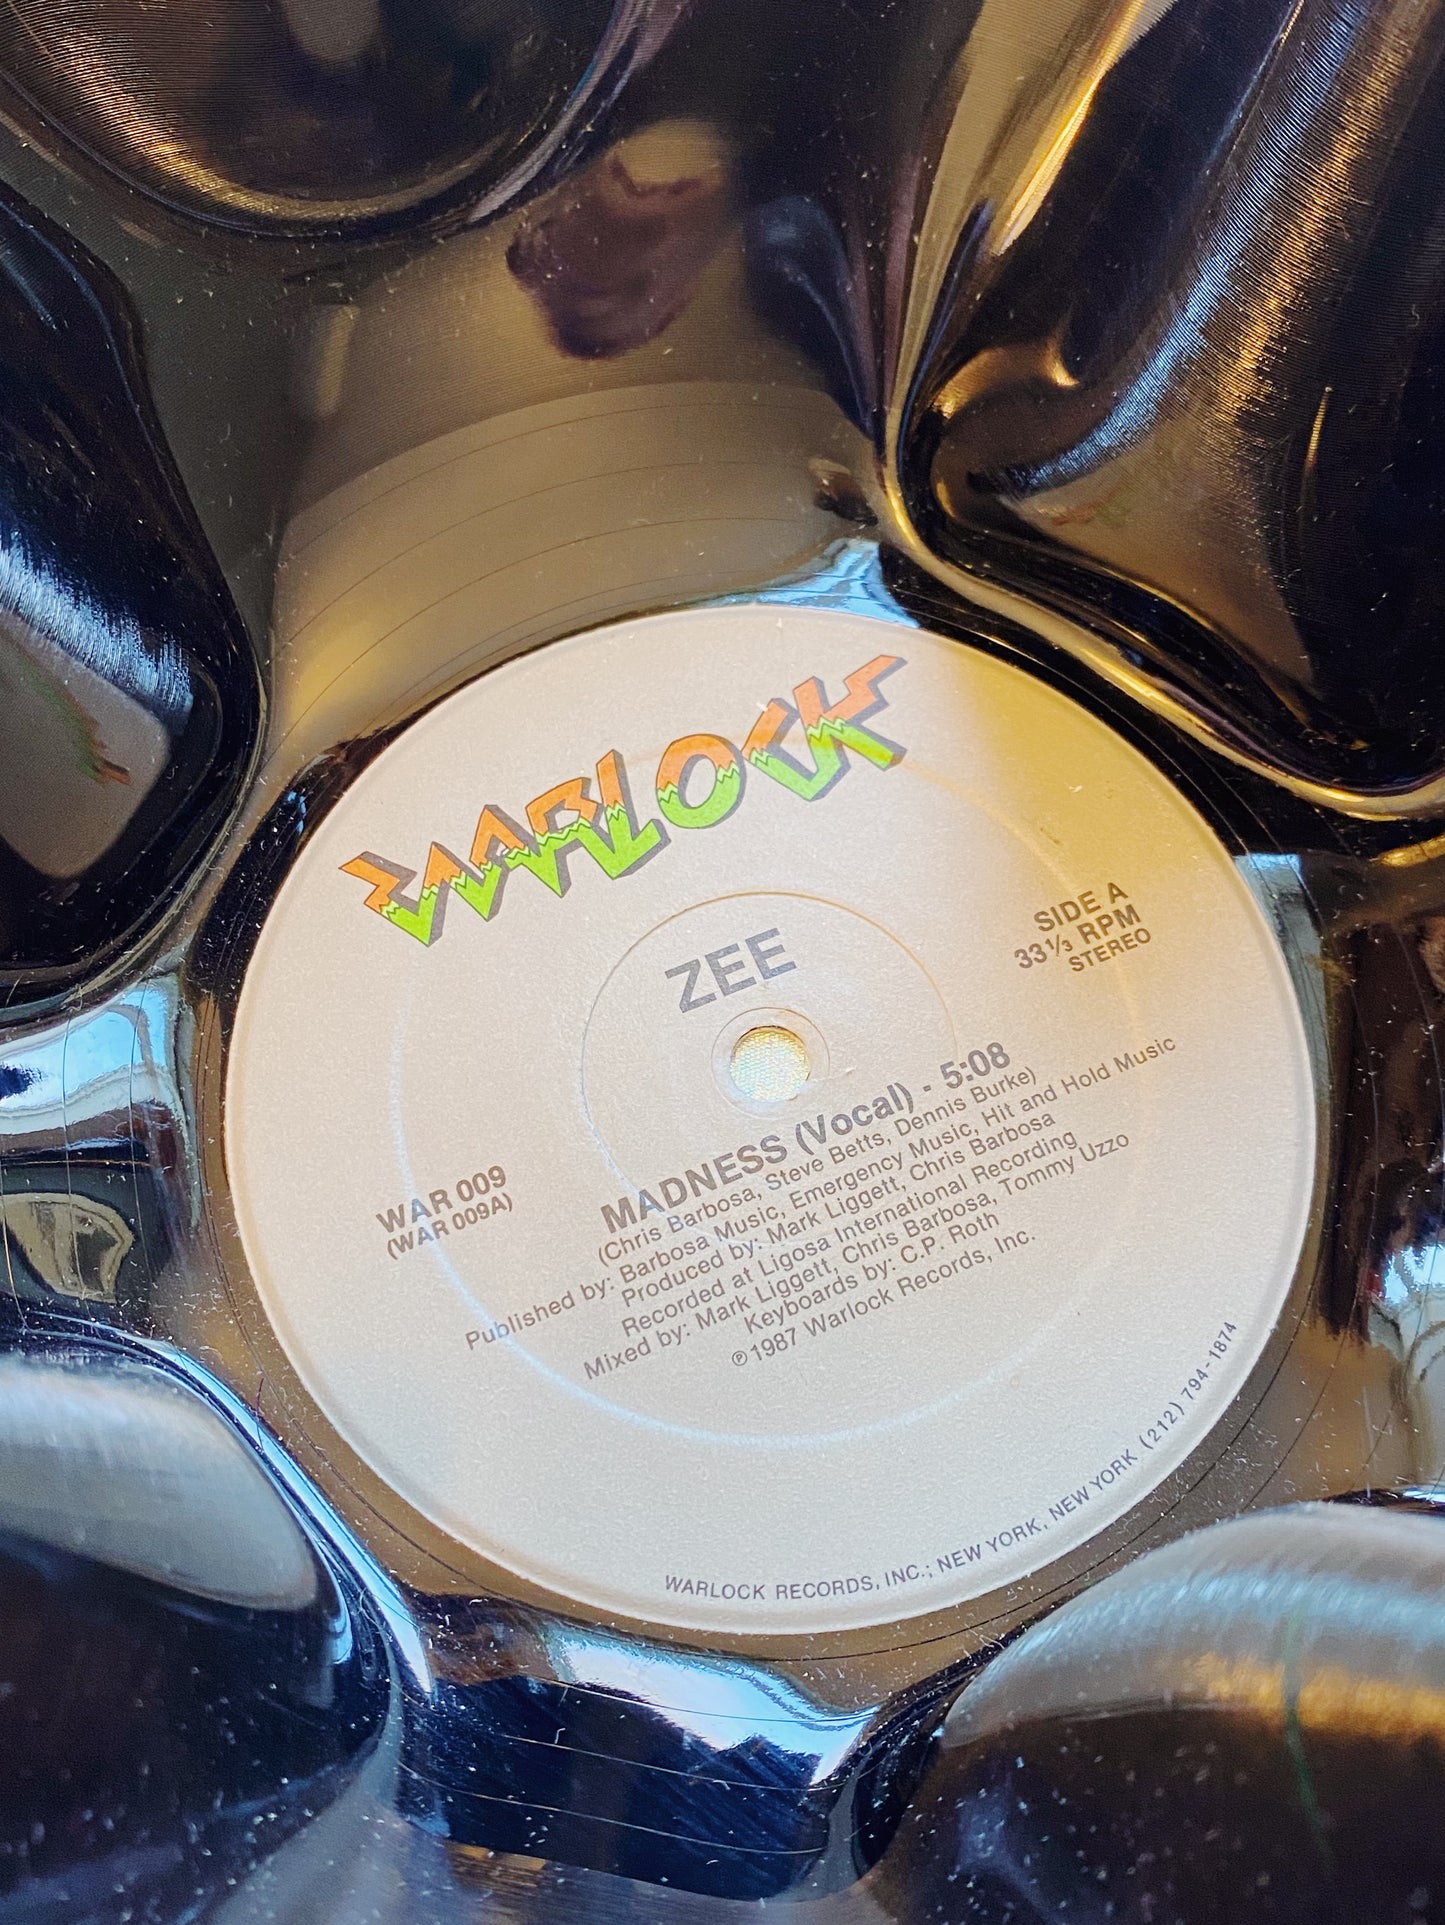 WARLOCK
ZEE
SIDE A
33⅓ RPM
STEREO
WAR 009
(WAR 009A)
MADNESS (Vocal) - 5:08
(Chris Barbosa, Steve Betts, Dennis Burke)
Published by: Barbosa Music, Emergency Music, Hit and Hold Music
Produced by: Mark Liggett, Chris Barbosa
Recorded at Ligosa International Recording
Mixed by: Mark Liggett, Chris Barbosa, Tommy Uzzo
Keyboards by: C.P. Roth
℗ 1987 Warlock Records, Inc.
WARLOCK RECORDS, INC.; NEW YORK, NEW YORK (212) 794-1874